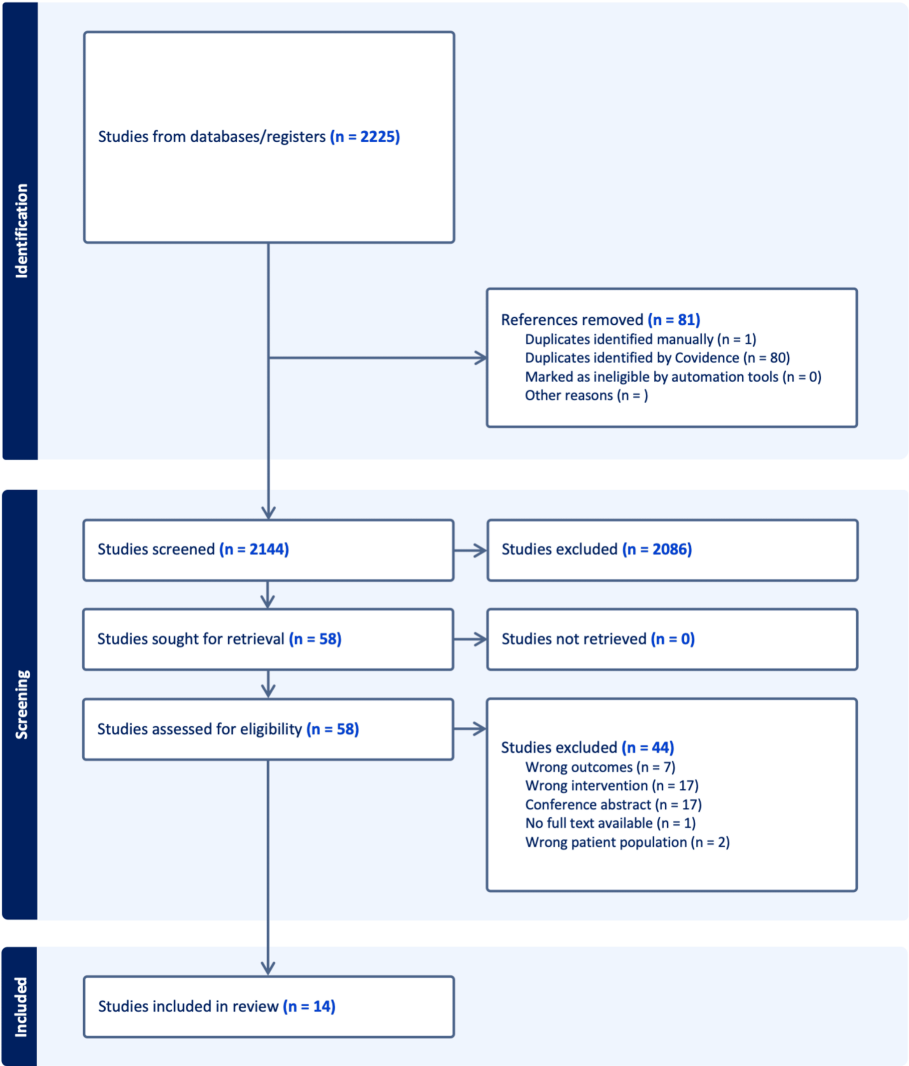 Identification
Studies from databases/registers (n = 2225)
References removed (n = 81)
Duplicates identified manually (n = 1)
Duplicates identified by Covidence (n = 80)
Marked as ineligible by automation tools (n = 0)
Other reasons (n = )
Screening
Studies screened (n = 2144)
Studies excluded (n = 2086)
Studies sought for retrieval (n = 58)
Studies not retrieved (n = 0)
Studies assessed for eligibility (n = 58)
Studies excluded (n = 44)
Wrong outcomes (n = 7)
Wrong intervention (n = 17)
Conference abstract (n = 17)
No full text available (n = 1)
Wrong patient population (n = 2)
Included
Studies included in review (n = 14)